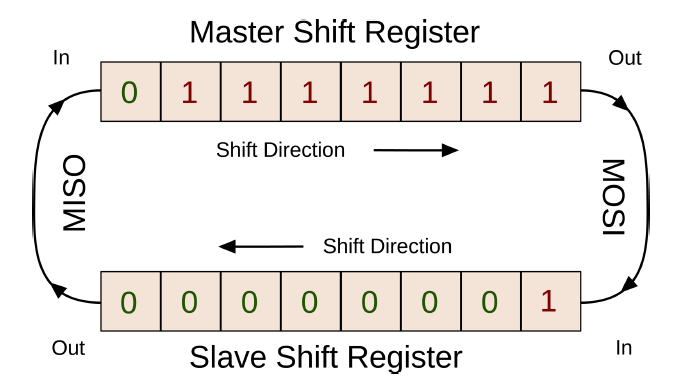 Master Shift Register
In
Out
0 1 1 1 1 1 1 1
Shift Direction
MISO
MOSI
Shift Direction
0 0 0 0 0 0 0 1
Out
In
Slave Shift Register